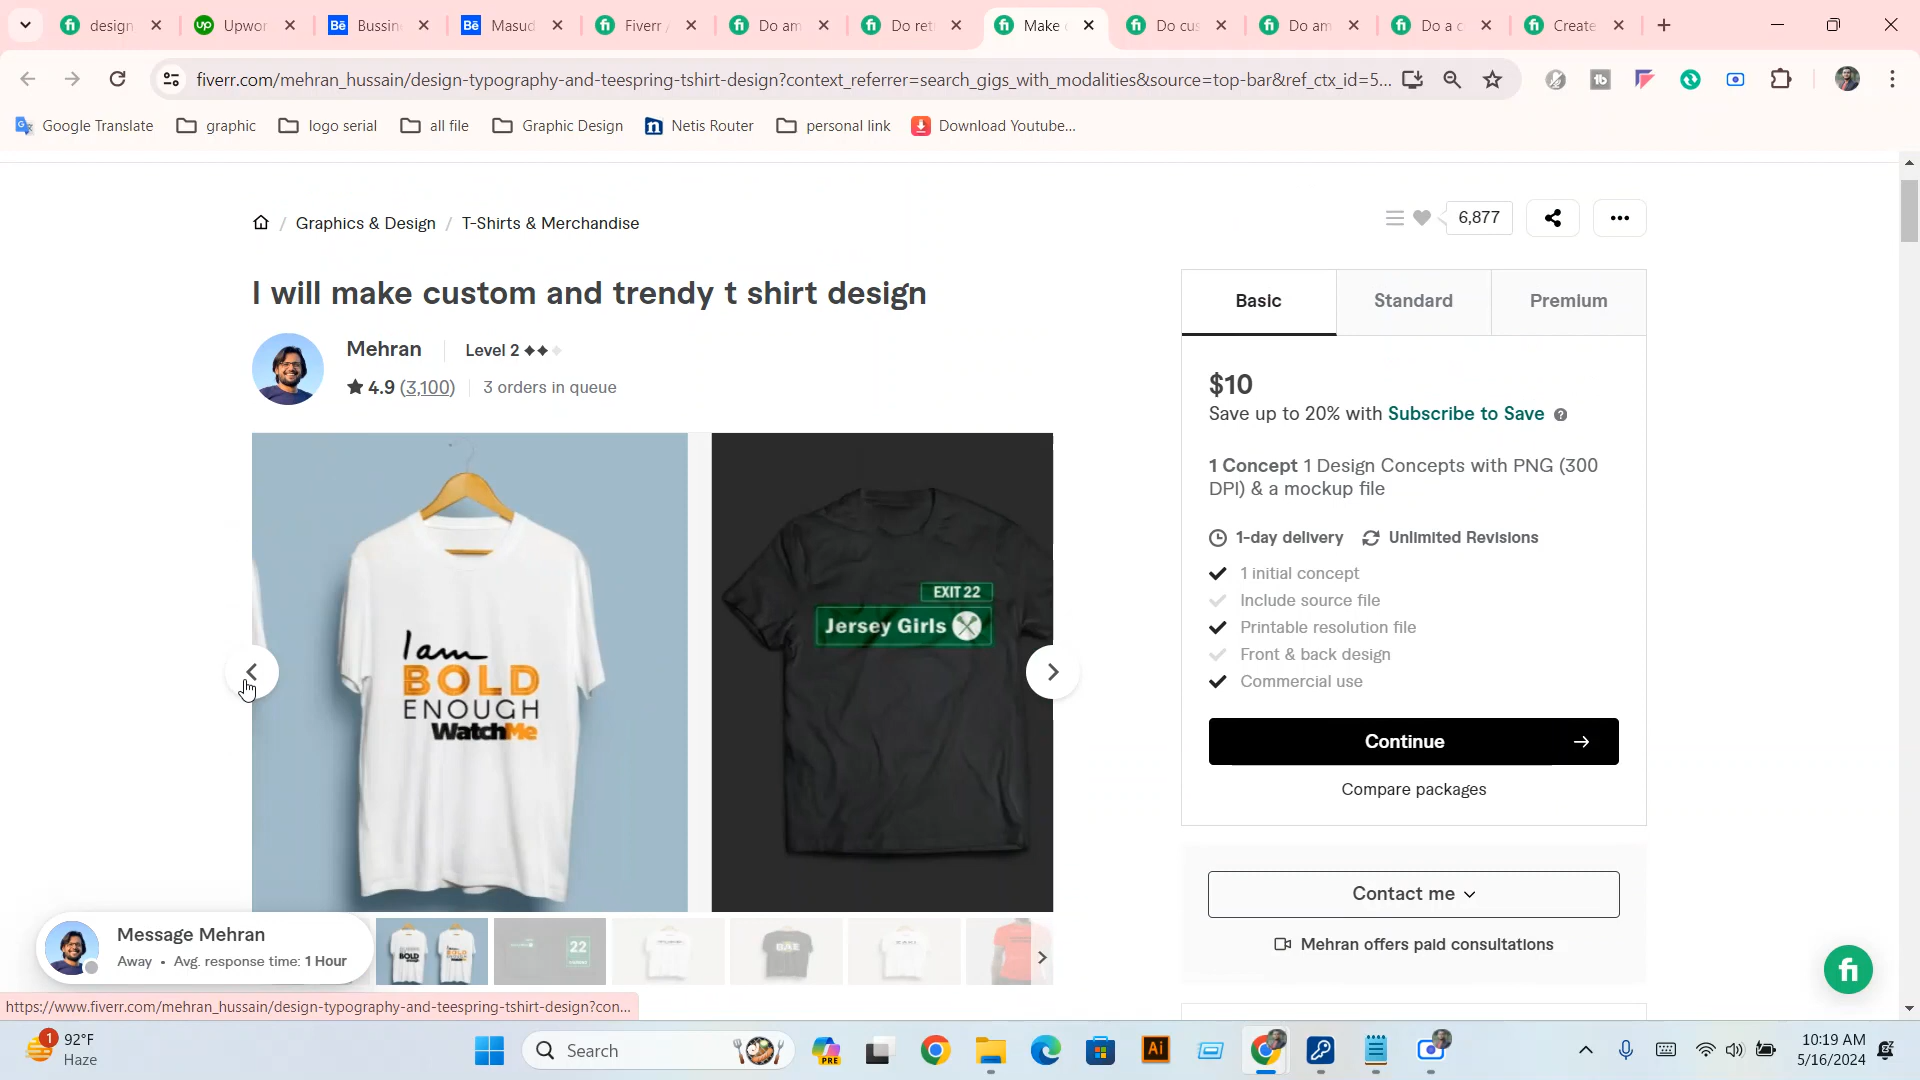 design
Upwor
Bussin
Masud
Fiverr /
Do am
Do ret
Make
Do cus
Do am
Do a c
Create
fiverr.com/mehran_hussain/design-typography-and-teespring-tshirt-design?context_referrer=search_gigs_with_modalities&source=top-bar&ref_ctx_id=5...
Google Translate
graphic
logo serial
all file
Graphic Design
Netis Router
personal link
Download Youtube...
/ Graphics & Design / T-Shirts & Merchandise
6,877
I will make custom and trendy t shirt design
Mehran
Level 2
4.9 (3,100)
3 orders in queue
I am
BOLD
ENOUGH
WatchMe
EXIT 22
Jersey Girls
Basic
Standard
Premium
$10
Save up to 20% with Subscribe to Save
1 Concept 1 Design Concepts with PNG (300
DPI) & a mockup file
1-day delivery
Unlimited Revisions
1 initial concept
Include source file
Printable resolution file
Front & back design
Commercial use
Continue
Compare packages
Contact me
Mehran offers paid consultations
Message Mehran
Away • Avg. response time: 1 Hour
BOLD
BOLD
22
BAE
fi
https://www.fiverr.com/mehran_hussain/design-typography-and-teespring-tshirt-design?con...
1
92°F
Haze
Search
PRE
Ai
10:19 AM
5/16/2024